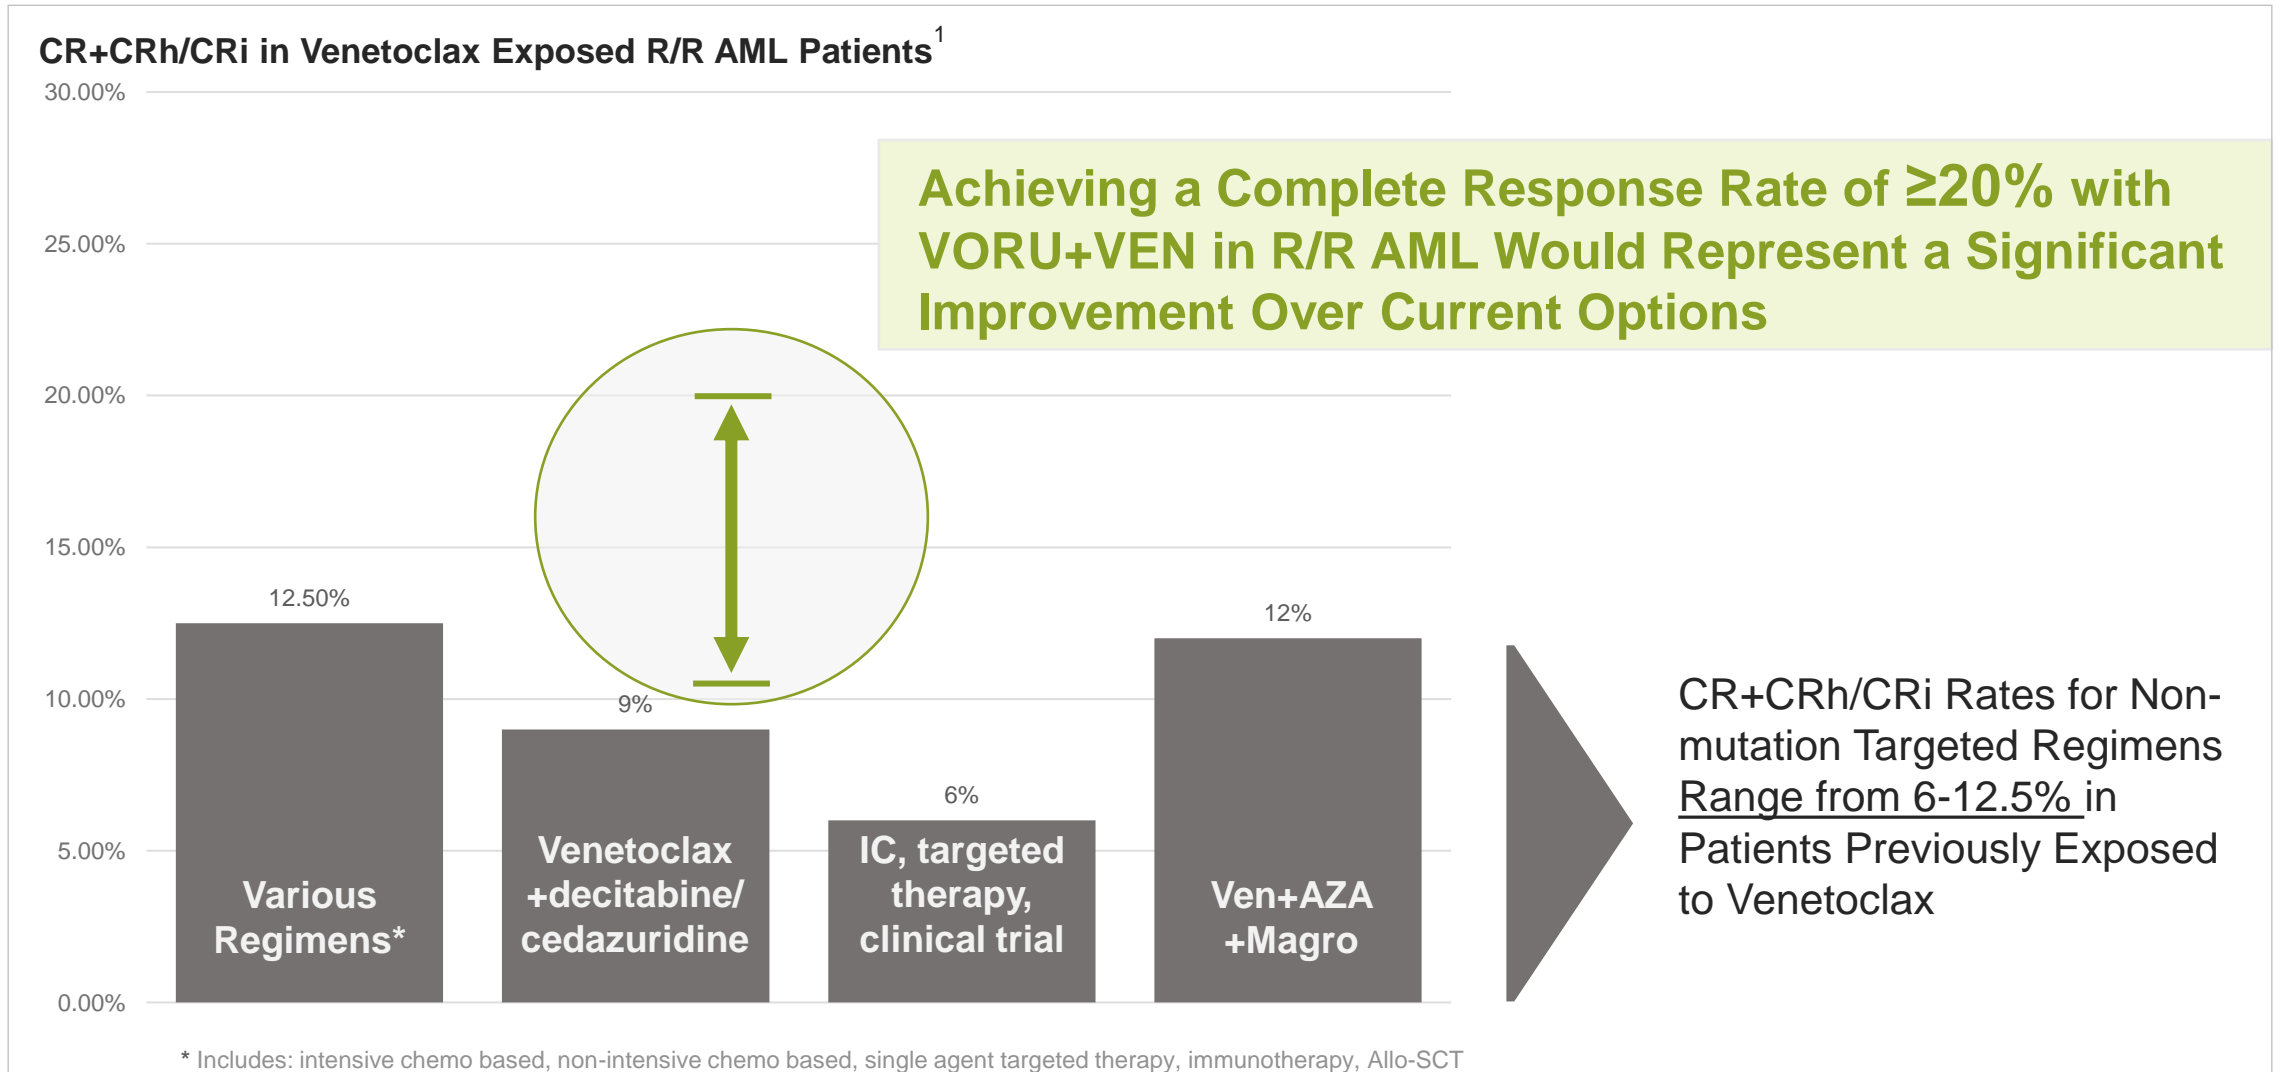 CR+CRh/CRi in Venetoclax Exposed R/R AML Patients1
30.00%
25.00%
20.00%
15.00%
10.00%
5.00%
0.00%
Achieving a Complete Response Rate of ≥20% with
VORU+VEN in R/R AML Would Represent a Significant
Improvement Over Current Options
12.50%
Various
Regimens*
9%
Venetoclax
+decitabine/
cedazuridine
6%
IC, targeted
therapy,
clinical trial
12%
Ven+AZA
+Magro
CR+CRh/CRi Rates for Non-
mutation Targeted Regimens
Range from 6-12.5% in
Patients Previously Exposed
to Venetoclax
* Includes: intensive chemo based, non-intensive chemo based, single agent targeted therapy, immunotherapy, Allo-SCT